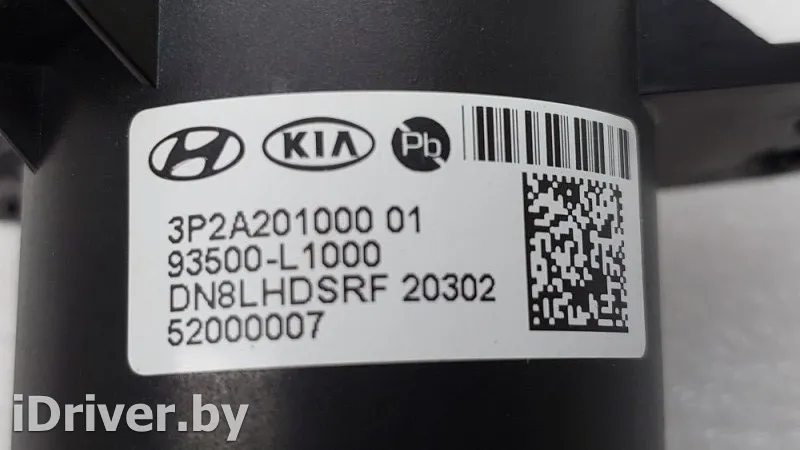 KIA Pb
3P2A201000 01
93500-L1000
DN8LHDSRF 20302
52000007
iDriver.by